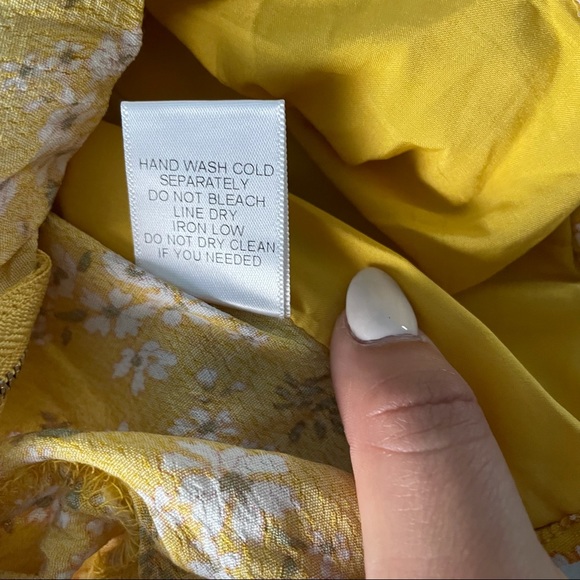 HAND WASH COLD
SEPARATELY
DO NOT BLEACH
LINE DRY
IRON LOW
DO NOT DRY CLEAN
IF YOU NEEDED